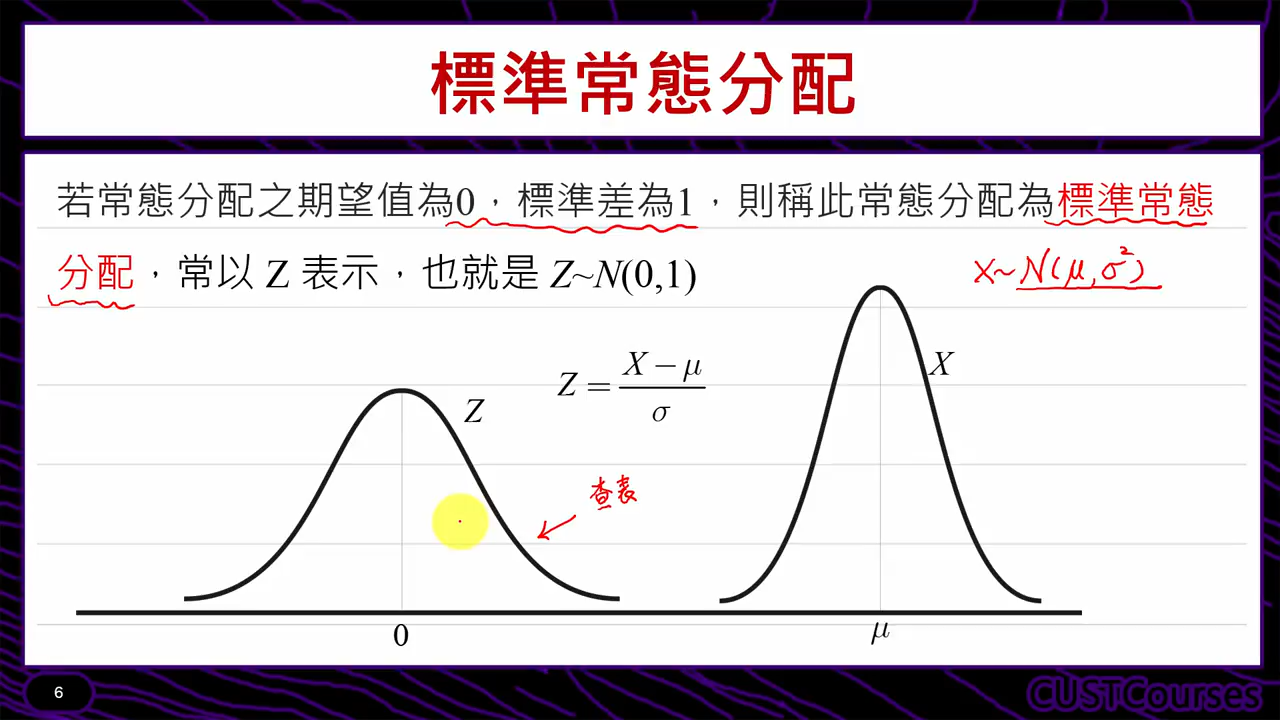 標準常態分配
若常態分配之期望值為0，標準差為1，則稱此常態分配為標準常態
分配，常以 Z 表示，也就是 Z~N(0,1)
X~N(μ,σ²)
Z = (X − μ) / σ
X
Z
查表
0
μ
6
CUSTCourses